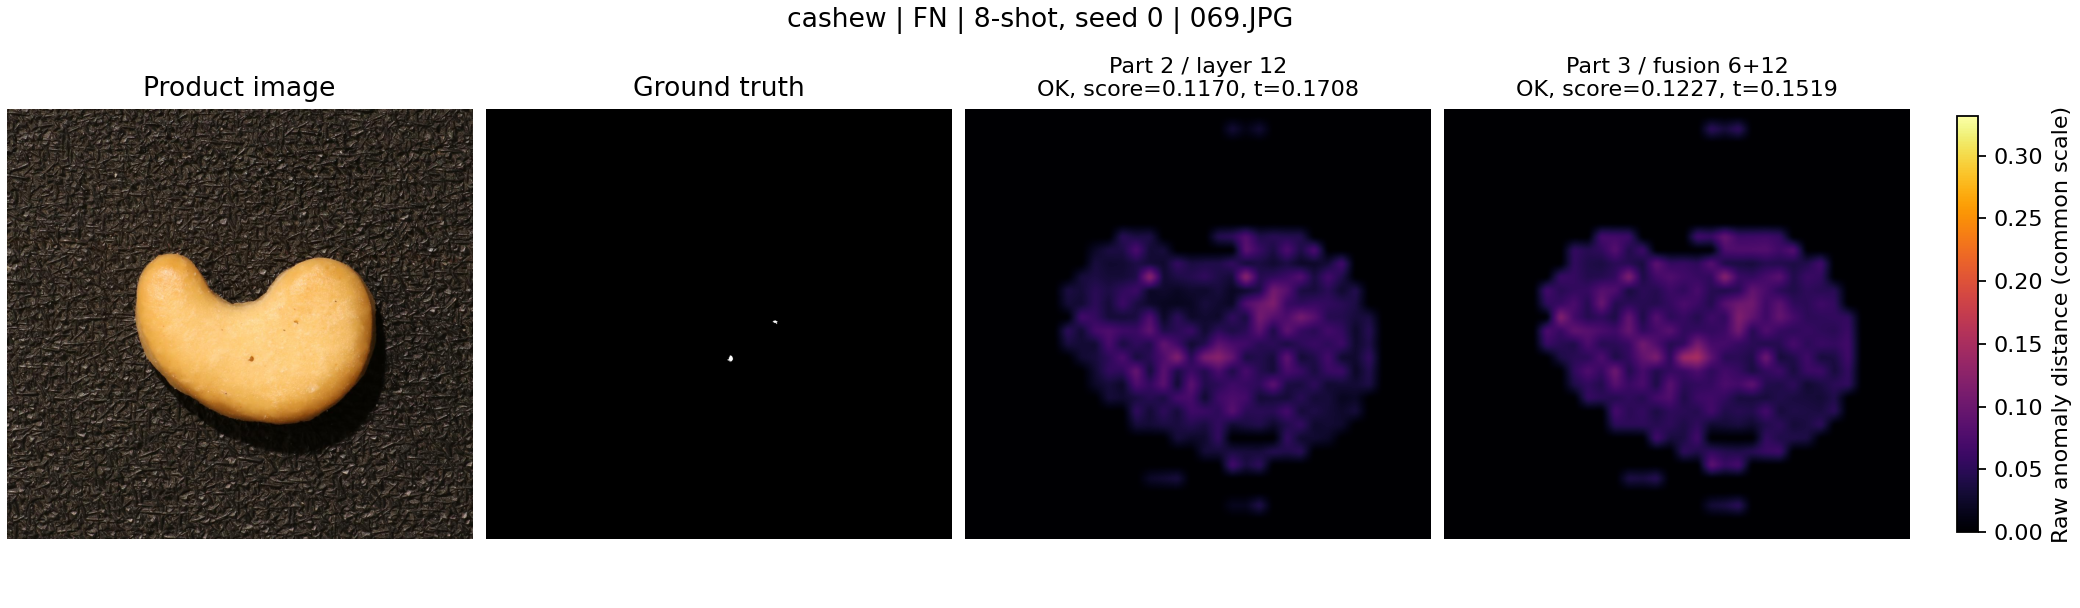 cashew | FN | 8-shot, seed 0 | 069.JPG
Product image
Ground truth
Part 2 / layer 12
OK, score=0.1170, t=0.1708
Part 3 / fusion 6+12
OK, score=0.1227, t=0.1519
0.30
0.25
0.20
0.15
0.10
0.05
0.00
Raw anomaly distance (common scale)